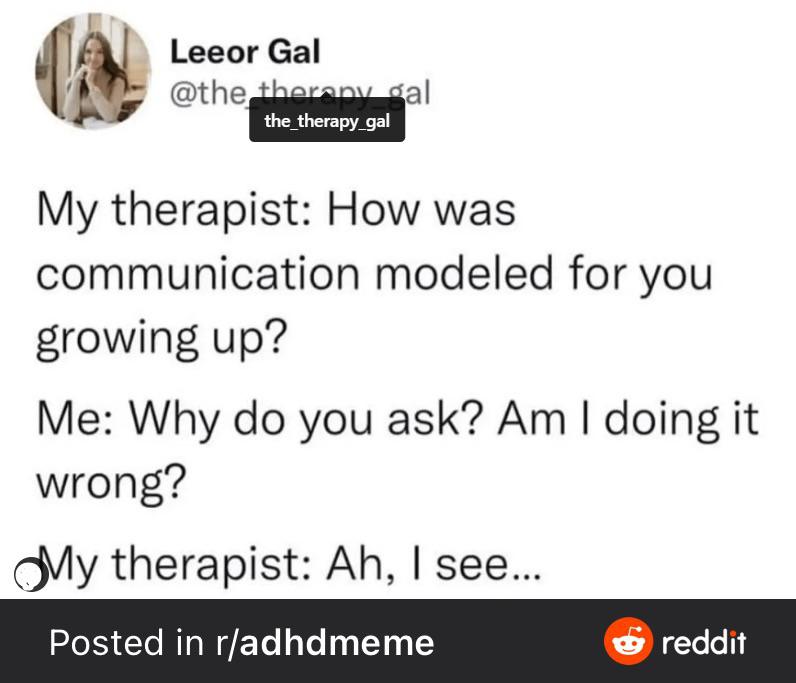 Leeor Gal
@the_therapy_gal
the_therapy_gal
My therapist: How was
communication modeled for you
growing up?
Me: Why do you ask? Am I doing it
wrong?
My therapist: Ah, I see...
Posted in r/adhdmeme
reddit